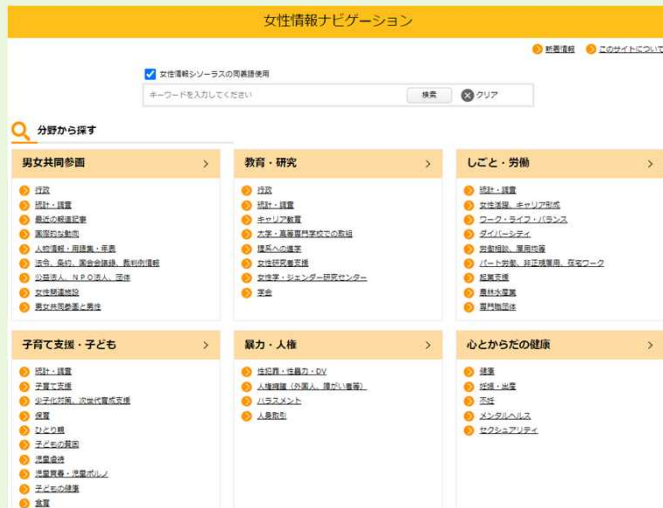 女性情報ナビゲーション
新着情報 このサイトについて
女性情報シソーラスの同義語使用
キーワードを入力してください 検索 クリア
分野から探す
男女共同参画
行政
統計・調査
最近の報道記事
国際的な動向
人物情報・用語集・年表
法令、条約、国会会議録、裁判例情報
公益法人、NPO法人、団体
女性関連施設
男女共同参画と男性
教育・研究
行政
統計・調査
キャリア教育
大学・高等専門学校での取組
理系への進学
女性研究者支援
女性学・ジェンダー研究センター
学会
しごと・労働
統計・調査
女性活躍、キャリア形成
ワーク・ライフ・バランス
ダイバーシティ
労働相談、雇用均等
パート労働、非正規雇用、在宅ワーク
起業支援
農林水産業
専門職団体
子育て支援・子ども
統計・調査
子育て支援
少子化対策、次世代育成支援
保育
ひとり親
子どもの貧困
児童虐待
児童買春・児童ポルノ
子どもの健康
食育
暴力・人権
性犯罪・性暴力・DV
人権擁護（外国人、障がい者等）
ハラスメント
人身取引
心とからだの健康
健康
妊娠・出産
不妊
メンタルヘルス
セクシュアリティ